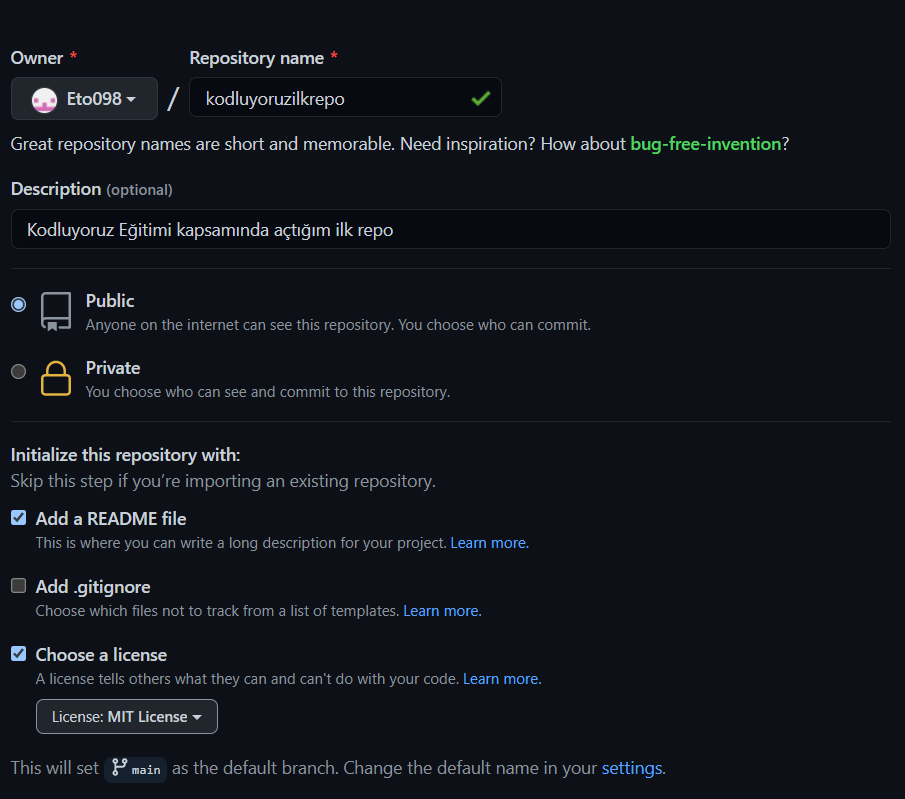 Owner * Repository name *
Eto098 / kodluyoruzilkrepo
Great repository names are short and memorable. Need inspiration? How about bug-free-invention?
Description (optional)
Kodluyoruz Eğitimi kapsamında açtığım ilk repo
Public
Anyone on the internet can see this repository. You choose who can commit.
Private
You choose who can see and commit to this repository.
Initialize this repository with:
Skip this step if you’re importing an existing repository.
Add a README file
This is where you can write a long description for your project. Learn more.
Add .gitignore
Choose which files not to track from a list of templates. Learn more.
Choose a license
A license tells others what they can and can't do with your code. Learn more.
License: MIT License
This will set main as the default branch. Change the default name in your settings.